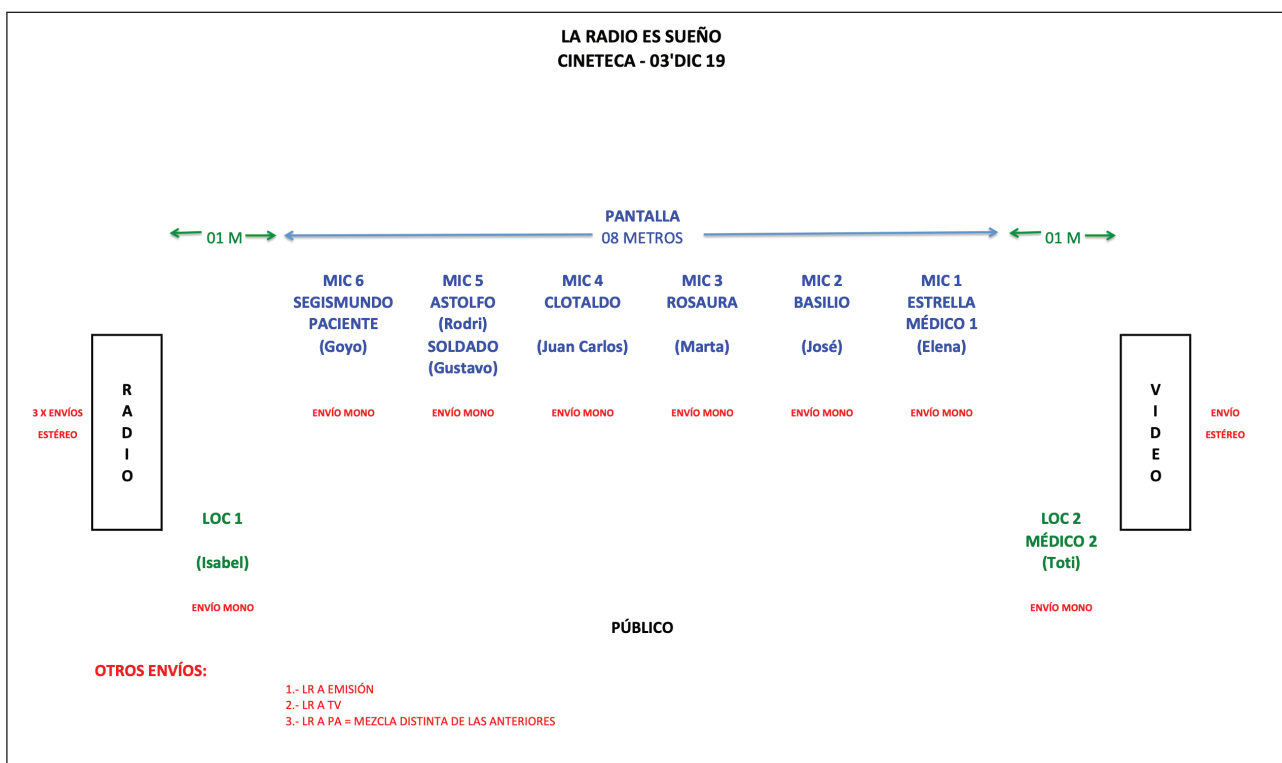 LA RADIO ES SUEÑO
CINETECA - 03'DIC 19
PANTALLA
01 M
08 METROS
01 M
MIC 6
SEGISMUNDO
PACIENTE
(Goyo)
MIC 5
ASTOLFO
(Rodri)
SOLDADO
(Gustavo)
MIC 4
CLOTALDO
(Juan Carlos)
MIC 3
ROSAURA
(Marta)
MIC 2
BASILIO
(José)
MIC 1
ESTRELLA
MÉDICO 1
(Elena)
3 X ENVÍOS
ESTÉREO
R
A
D
I
O
ENVÍO MONO
ENVÍO MONO
ENVÍO MONO
ENVÍO MONO
ENVÍO MONO
ENVÍO MONO
V
I
D
E
O
ENVÍO
ESTÉREO
LOC 1
(Isabel)
ENVÍO MONO
LOC 2
MÉDICO 2
(Toti)
ENVÍO MONO
PÚBLICO
OTROS ENVÍOS:
1.- LR A EMISIÓN
2.- LR A TV
3.- LR A PA = MEZCLA DISTINTA DE LAS ANTERIORES